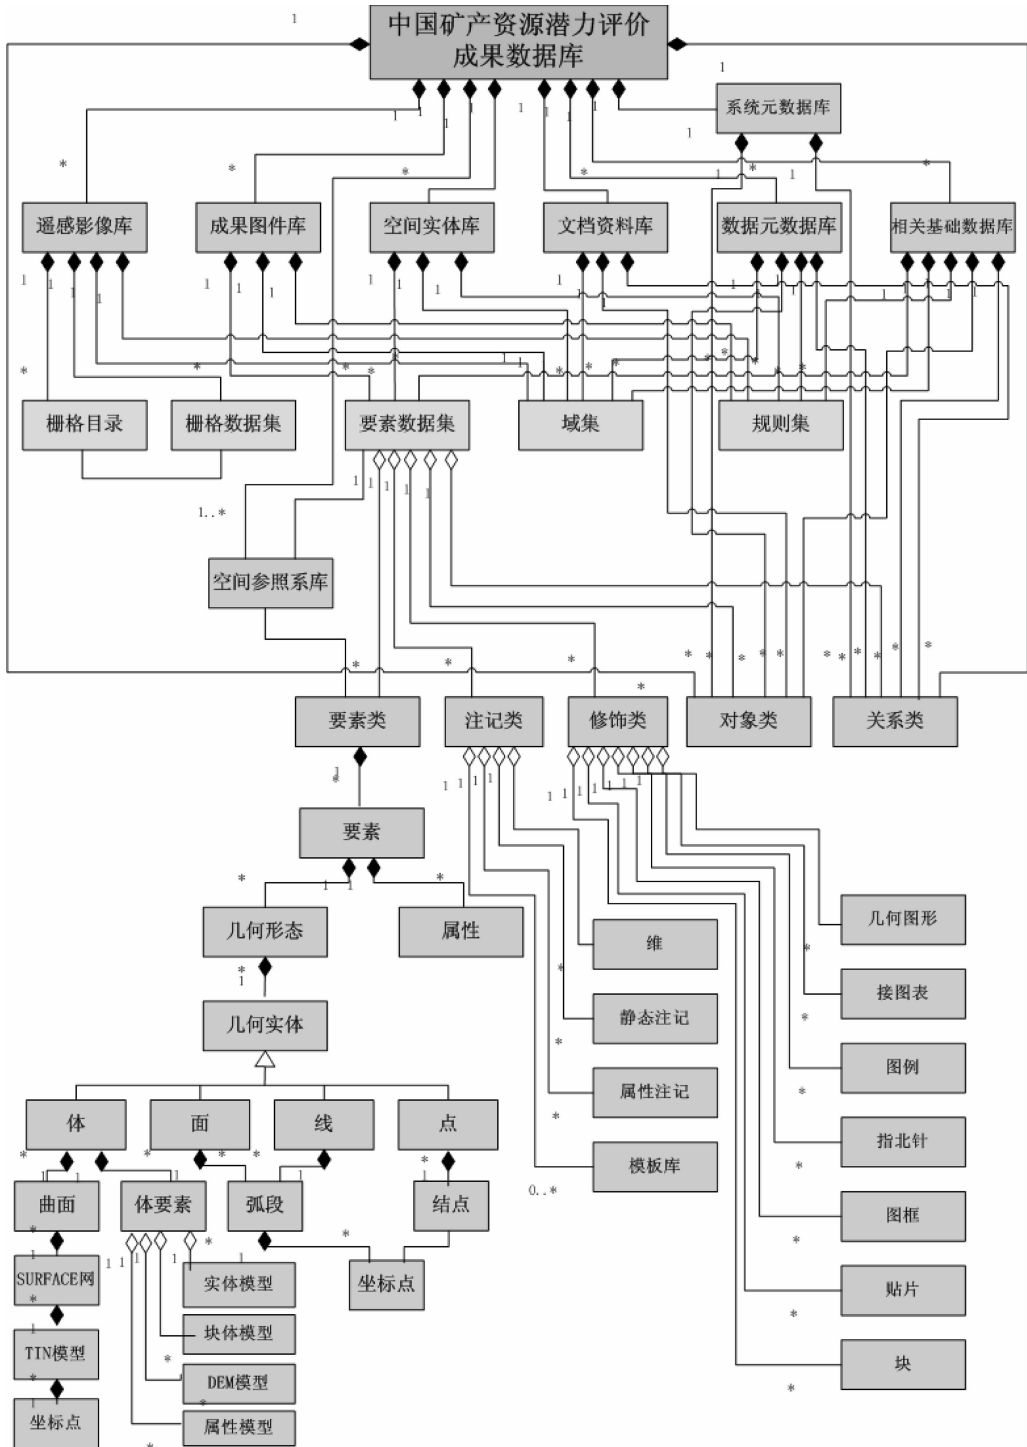 中国矿产资源潜力评价
成果数据库
系统元数据库
遥感影像库
成果图件库
空间实体库
文档资料库
数据元数据库
相关基础数据库
栅格目录
栅格数据集
要素数据集
域集
规则集
1..*
空间参照系库
要素类
注记类
修饰类
对象类
关系类
要素
几何形态
属性
维
几何图形
几何实体
静态注记
接图表
图例
体
面
线
点
属性注记
指北针
模板库
0..*
曲面
体要素
弧段
结点
图框
SURFACE网
实体模型
坐标点
贴片
TIN模型
块体模型
块
DEM模型
坐标点
属性模型